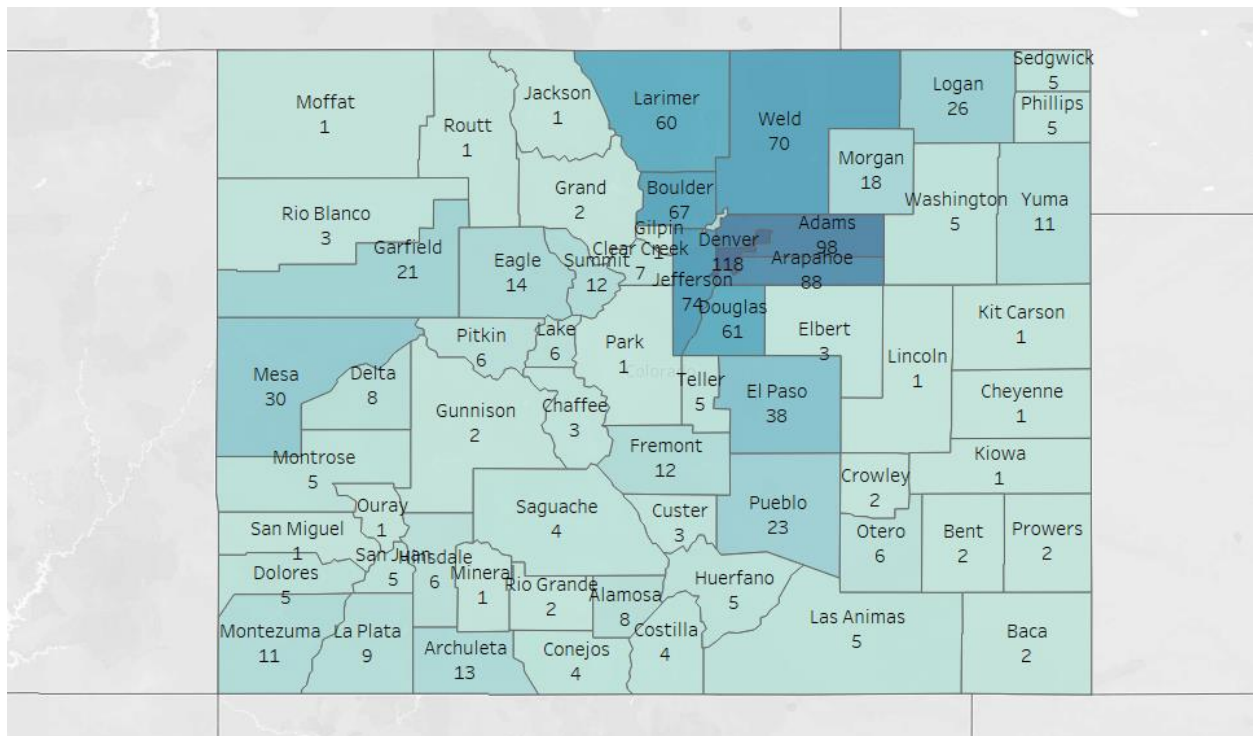 Moffat
1
Routt
1
Jackson
1
Larimer
60
Weld
70
Logan
26
Sedgwick
5
Phillips
5
Morgan
18
Washington
5
Yuma
11
Rio Blanco
3
Grand
2
Boulder
67
Garfield
21
Eagle
14
Summit
12
Gilpin
1
Clear Creek
7
Denver
118
Adams
98
Arapahoe
88
Jefferson
74
Douglas
61
Elbert
3
Lincoln
1
Kit Carson
1
Cheyenne
1
Mesa
30
Delta
8
Pitkin
6
Lake
6
Park
1
Colorado
Teller
5
El Paso
38
Gunnison
2
Chaffee
3
Fremont
12
Kiowa
1
Montrose
5
Ouray
1
Saguache
4
Custer
3
Pueblo
23
Crowley
2
Otero
6
Bent
2
Prowers
2
San Miguel
1
Dolores
5
San Juan
5
Hinsdale
6
Mineral
1
Rio Grande
2
Alamosa
8
Huerfano
5
Las Animas
5
Baca
2
Montezuma
11
La Plata
9
Archuleta
13
Conejos
4
Costilla
4